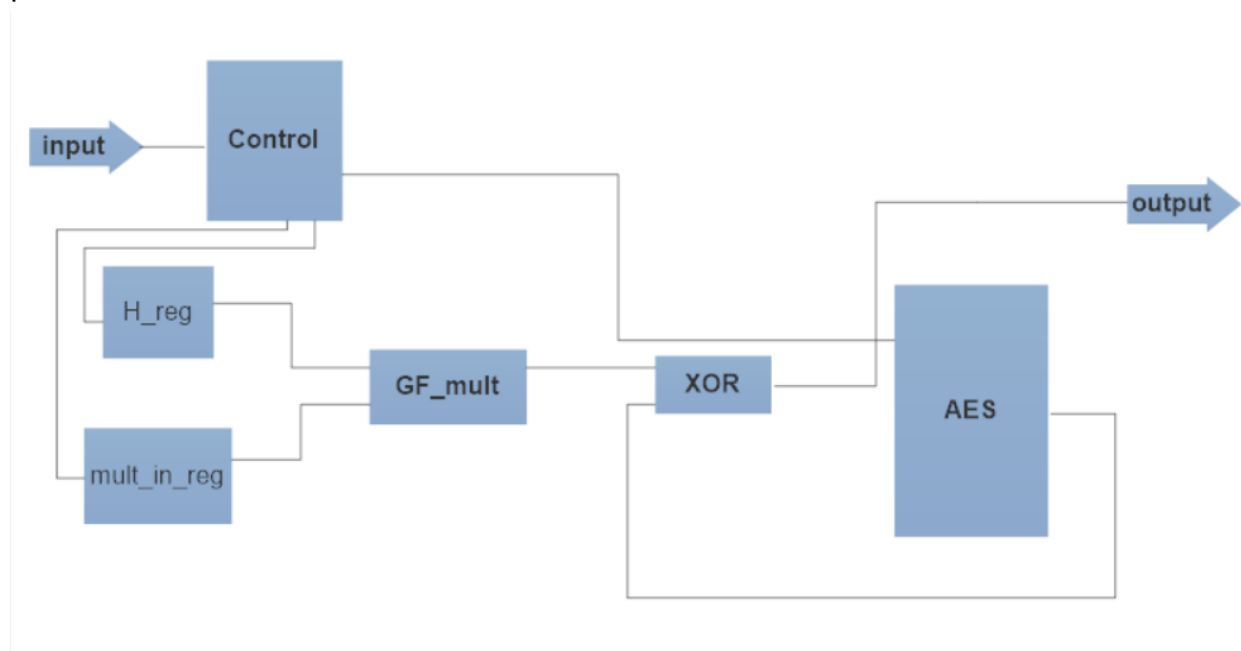 input
Control
output
H_reg
GF_mult
XOR
AES
mult_in_reg